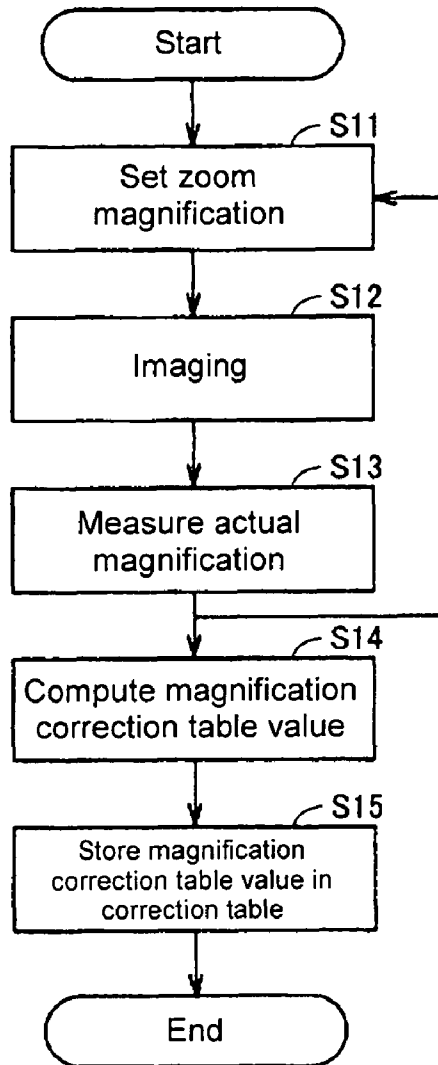 Start
S11
Set zoom
magnification
S12
Imaging
S13
Measure actual
magnification
S14
Compute magnification
correction table value
S15
Store magnification
correction table value in
correction table
End